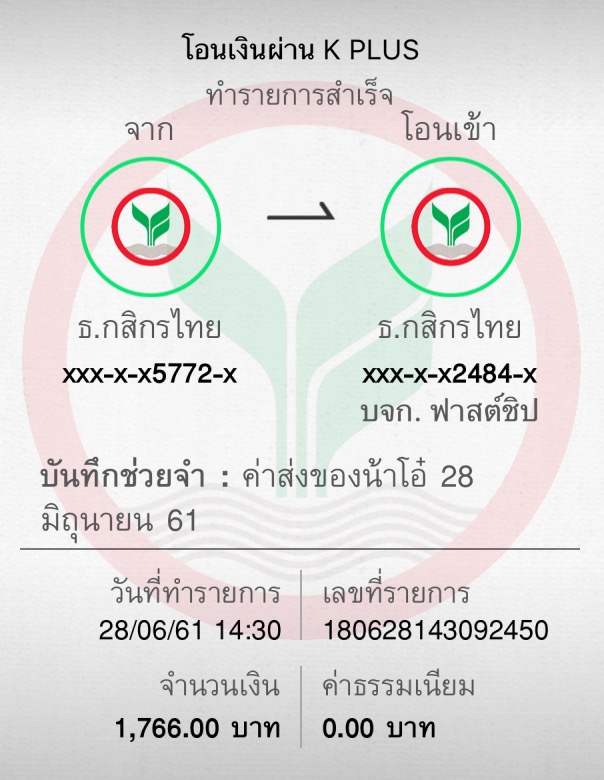 โอนเงินผ่าน K PLUS
ทำรายการสำเร็จ
จาก
โอนเข้า
ธ.กสิกรไทย
ธ.กสิกรไทย
xxx-x-x5772-x
xxx-x-x2484-x
บจก. ฟาสต์ชิป
บันทึกช่วยจำ : ค่าส่งของน้าโอ๋ 28
มิถุนายน 61
วันที่ทำรายการ
เลขที่รายการ
28/06/61 14:30
180628143092450
จำนวนเงิน
ค่าธรรมเนียม
1,766.00 บาท
0.00 บาท